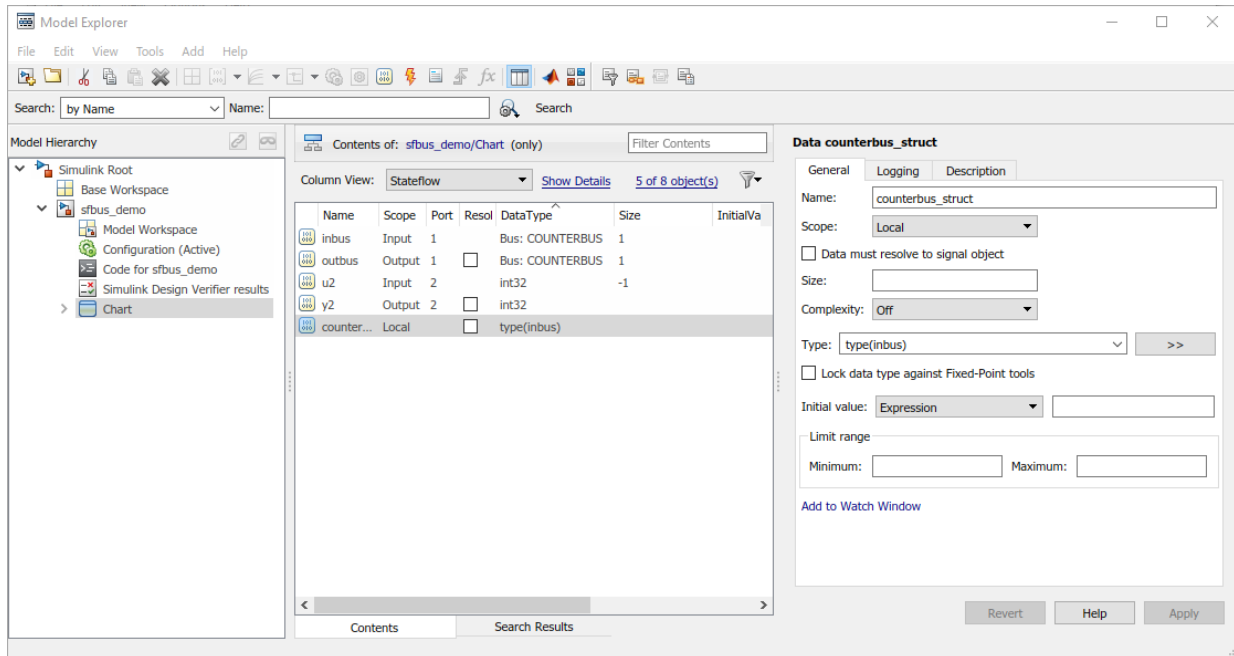 Model Explorer
File Edit View Tools Add Help
fx
Search: by Name Name: Search
Model Hierarchy
Simulink Root
Base Workspace
sfbus_demo
Model Workspace
Configuration (Active)
Code for sfbus_demo
Simulink Design Verifier results
Chart
Contents of: sfbus_demo/Chart (only) Filter Contents
Column View: Stateflow Show Details 5 of 8 object(s)
Name Scope Port Resol DataType Size InitialVa
inbus Input 1 Bus: COUNTERBUS 1
outbus Output 1 Bus: COUNTERBUS 1
u2 Input 2 int32 -1
y2 Output 2 int32
counter... Local type(inbus)
Contents Search Results
Data counterbus_struct
General Logging Description
Name: counterbus_struct
Scope: Local
Data must resolve to signal object
Size:
Complexity: Off
Type: type(inbus) >>
Lock data type against Fixed-Point tools
Initial value: Expression
Limit range
Minimum: Maximum:
Add to Watch Window
Revert Help Apply